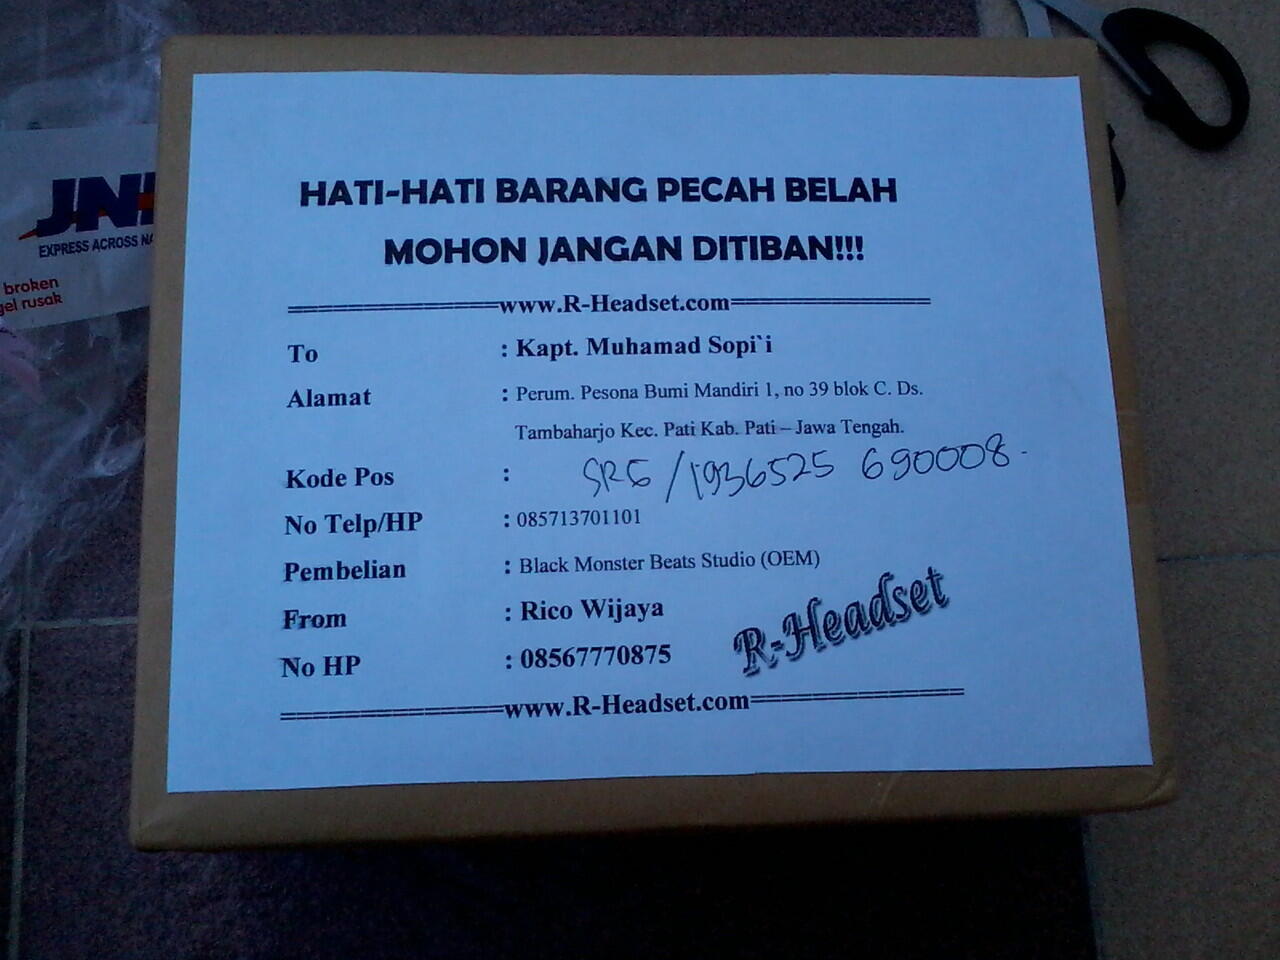 JN
EXPRESS ACROSS NA
broken
gel rusak
HATI-HATI BARANG PECAH BELAH
MOHON JANGAN DITIBAN!!!
===www.R-Headset.com===
To : Kapt. Muhamad Sopi`i
Alamat : Perum. Pesona Bumi Mandiri 1, no 39 blok C. Ds.
Tambaharjo Kec. Pati Kab. Pati – Jawa Tengah.
Kode Pos : /1936525 690008
No Telp/HP : 085713701101
Pembelian : Black Monster Beats Studio (OEM)
From : Rico Wijaya
No HP : 08567770875
R-Headset
===www.R-Headset.com===